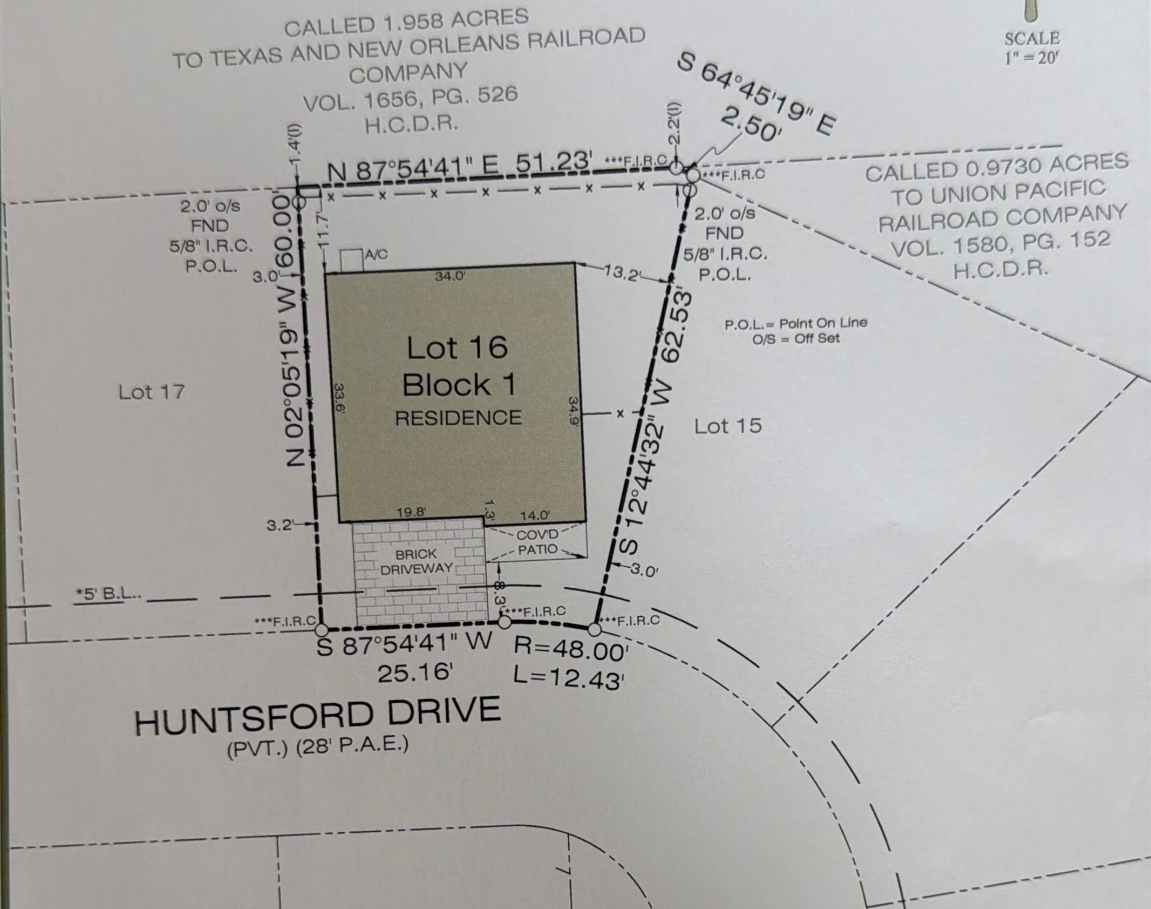 CALLED 1.958 ACRES
TO TEXAS AND NEW ORLEANS RAILROAD
COMPANY
VOL. 1656, PG. 526
H.C.D.R.
SCALE
1" = 20'
S 64°45'19" E
2.50'
1.4'(I)
N 87°54'41" E 51.23'
***F.I.R.C
2.2'(I)
***F.I.R.C
CALLED 0.9730 ACRES
TO UNION PACIFIC
RAILROAD COMPANY
VOL. 1580, PG. 152
H.C.D.R.
2.0' o/s
FND
5/8" I.R.C.
P.O.L.
2.0' o/s
FND
5/8" I.R.C.
P.O.L.
11.7'
A/C
3.0'
34.0'
13.2'
N 02°05'19" W 60.00'
S 12°44'32" W 62.53'
P.O.L.= Point On Line
O/S = Off Set
Lot 16
Block 1
RESIDENCE
33.6'
34.9'
Lot 17
Lot 15
3.2'
19.8'
1.3'
14.0'
COV'D
PATIO
BRICK
DRIVEWAY
3.0'
8.3'
*5' B.L..
***F.I.R.C
***F.I.R.C
***F.I.R.C
S 87°54'41" W
25.16'
R=48.00'
L=12.43'
HUNTSFORD DRIVE
(PVT.) (28' P.A.E.)